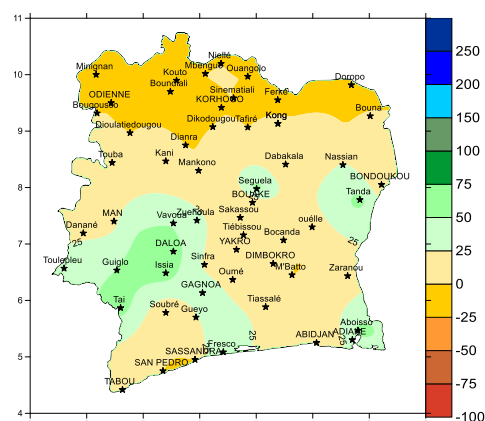 11
10
9
8
7
6
5
4
Niellé
Mbengué
Ouangolo
Minignan
Kouto
Boundiali
Sinematiali
Ferké
Doropo
ODIENNE
KORHOGO
Bougousso
Bouna
Kong
Dioulatiedougou
Dikodougou
Tafiré
Dianra
Touba
Kani
Mankono
Dabakala
Nassian
Seguela
BONDOUKOU
BOUAKE
Tanda
MAN
Vavoua
Zuenoula
Sakassou
ouélle
Danané
25
Tiébissou
Bocanda
25
DALOA
YAKRO
Toulepleu
Guiglo
Issia
Sinfra
DIMBOKRO
M'Batto
Zaranou
Oumé
GAGNOA
Tai
Soubré
Gueyo
Tiassalé
Aboisso
25
ABIDJAN
25
ADIAKE
Fresco
SASSANDRA
SAN PEDRO
TABOU
250
200
150
100
75
50
25
0
-25
-50
-75
-100